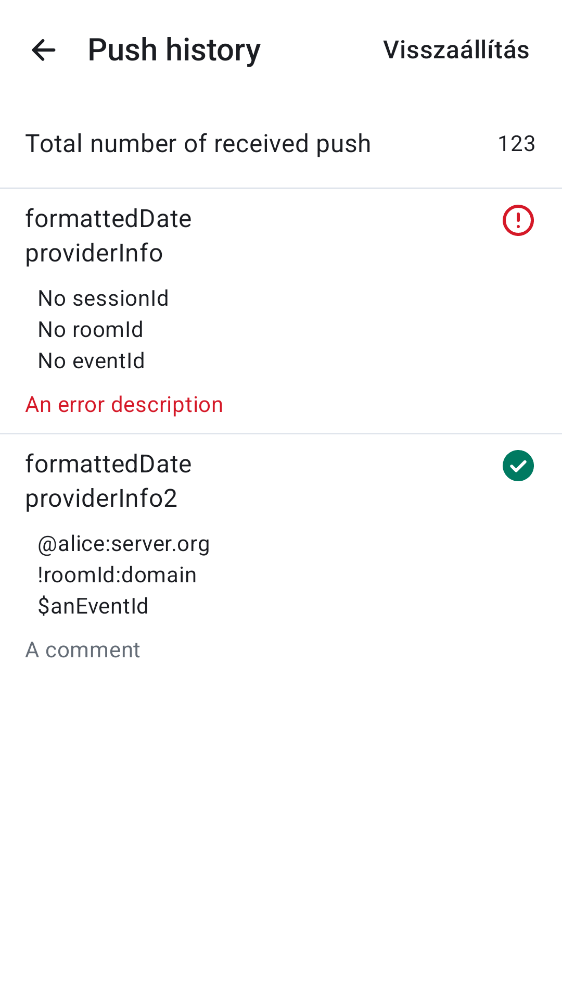 Push history
Visszaállítás
Total number of received push
123
formattedDate
providerInfo
No sessionId
No roomId
No eventId
An error description
formattedDate
providerInfo2
@alice:server.org
!roomId:domain
$anEventId
A comment